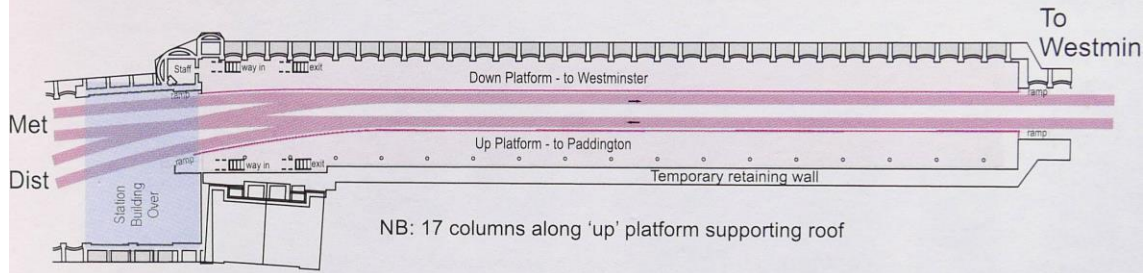 To
Westmin
Staff
way in
exit
Down Platform - to Westminster
ramp
ramp
Met
ramp
ramp
way in
exit
Up Platform - to Paddington
Dist
Temporary retaining wall
Station
Building
Over
NB: 17 columns along ‘up’ platform supporting roof